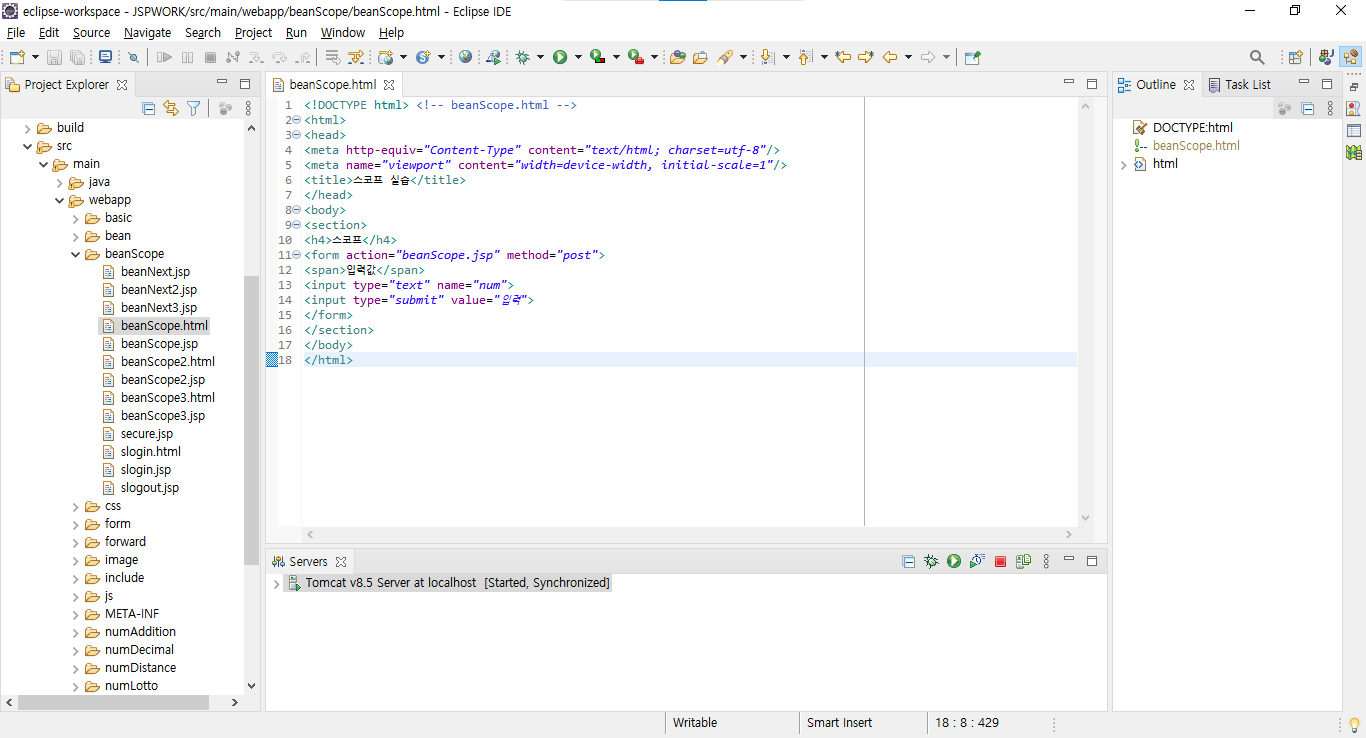 eclipse-workspace - JSPWORK/src/main/webapp/beanScope/beanScope.html - Eclipse IDE
File Edit Source Navigate Search Project Run Window Help
Project Explorer
build
src
main
java
webapp
basic
bean
beanScope
beanNext.jsp
beanNext2.jsp
beanNext3.jsp
beanScope.html
beanScope.jsp
beanScope2.html
beanScope2.jsp
beanScope3.html
beanScope3.jsp
secure.jsp
slogin.html
slogin.jsp
slogout.jsp
css
form
forward
image
include
js
META-INF
numAddition
numDecimal
numDistance
numLotto
beanScope.html
1 <!DOCTYPE html> <!-- beanScope.html -->
2 <html>
3 <head>
4 <meta http-equiv="Content-Type" content="text/html; charset=utf-8"/>
5 <meta name="viewport" content="width=device-width, initial-scale=1"/>
6 <title>스코프 실습</title>
7 </head>
8 <body>
9 <section>
10 <h4>스코프</h4>
11 <form action="beanScope.jsp" method="post">
12 <span>입력값</span>
13 <input type="text" name="num">
14 <input type="submit" value="입력">
15 </form>
16 </section>
17 </body>
18 </html>
Servers
Tomcat v8.5 Server at localhost [Started, Synchronized]
Outline Task List
DOCTYPE:html
beanScope.html
html
Writable Smart Insert 18 : 8 : 429